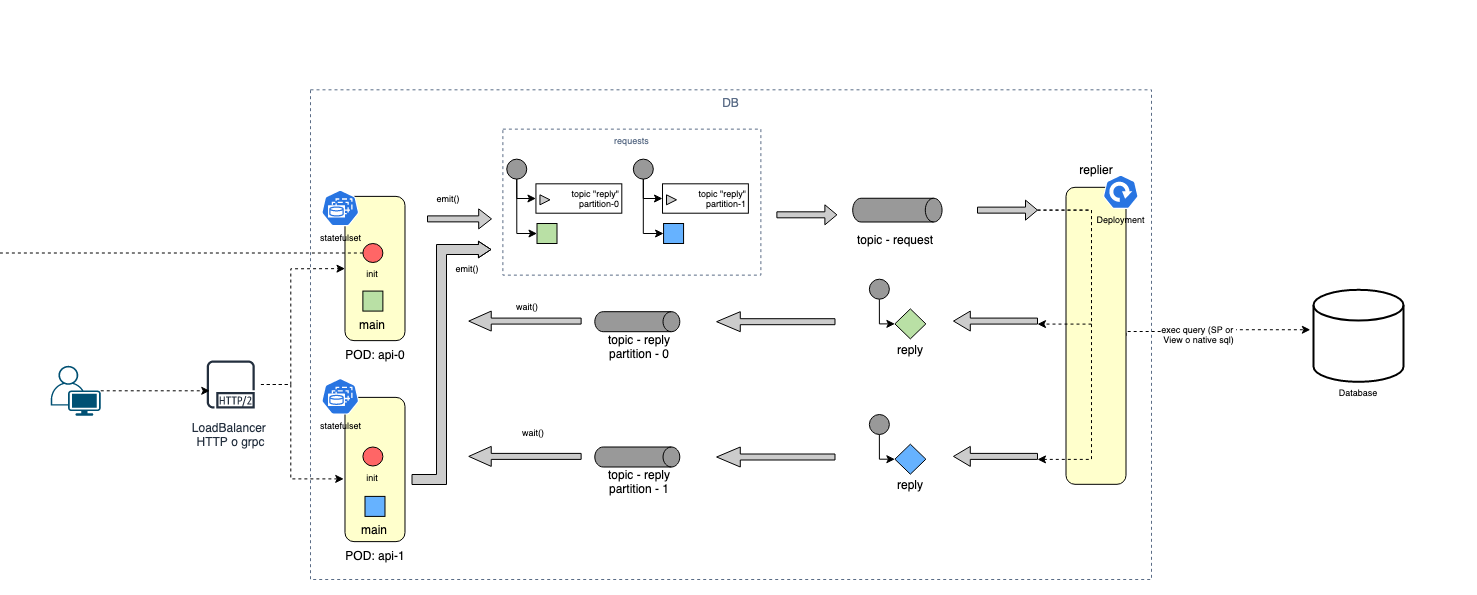 DB
requests
topic "reply"
partition-0
topic "reply"
partition-1
emit()
emit()
statefulset
init
main
POD: api-0
topic - request
replier
Deployment
wait()
topic - reply
partition - 0
reply
exec query (SP or
View o native sql)
Database
HTTP/2
LoadBalancer
HTTP o grpc
statefulset
init
main
POD: api-1
wait()
topic - reply
partition - 1
reply